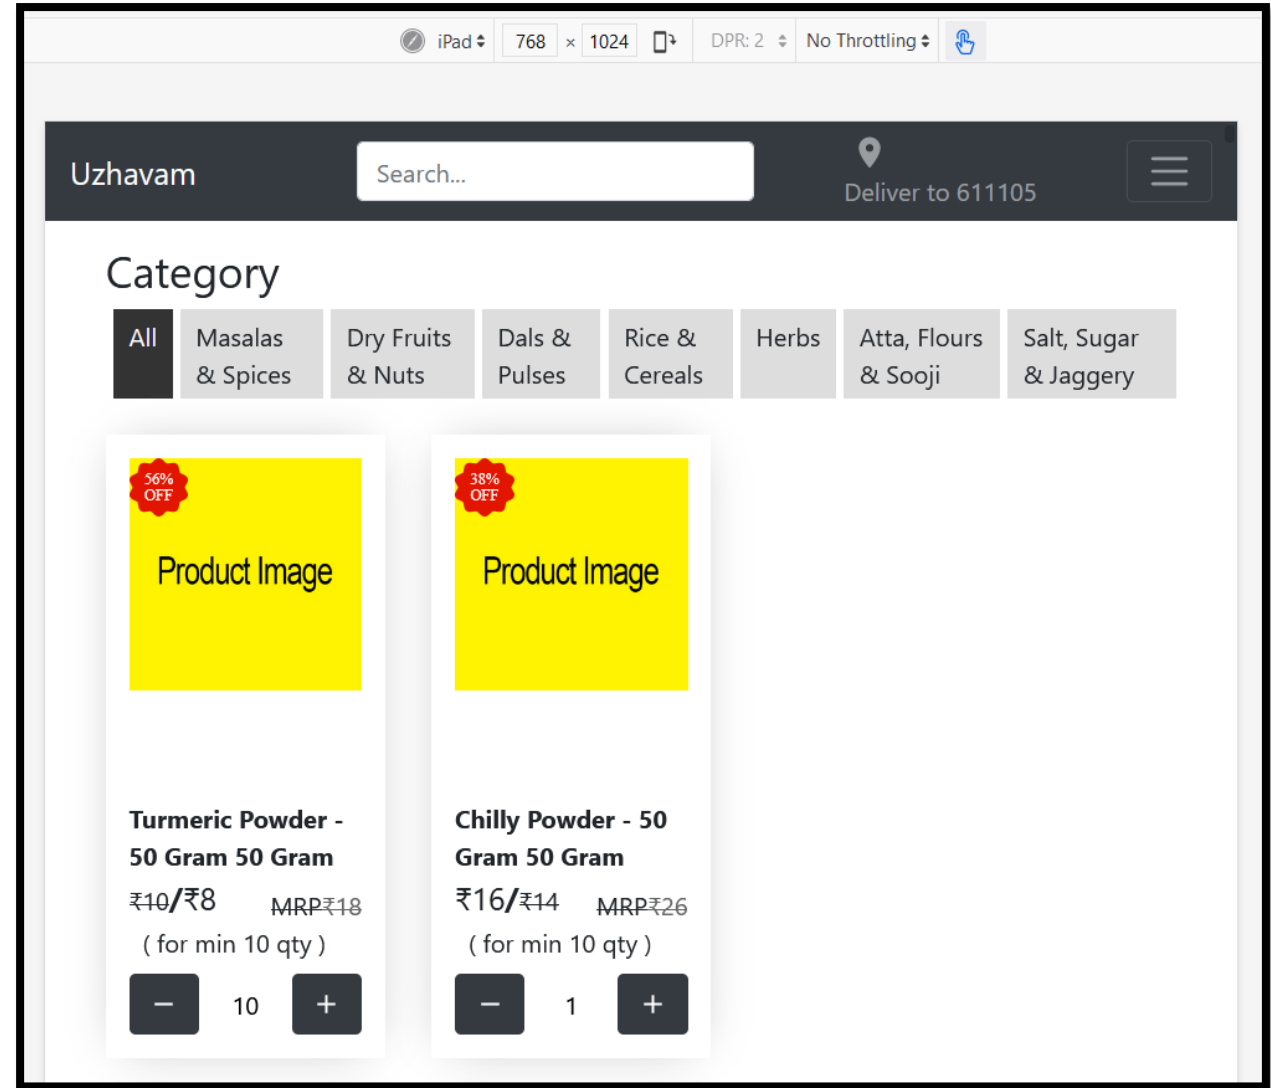 iPad 768 × 1024 DPR: 2 No Throttling
Uzhavam
Search...
Deliver to 611105
Category
All
Masalas
& Spices
Dry Fruits
& Nuts
Dals &
Pulses
Rice &
Cereals
Herbs
Atta, Flours
& Sooji
Salt, Sugar
& Jaggery
56%
OFF
Product Image
Turmeric Powder -
50 Gram 50 Gram
₹10/₹8 MRP₹18
( for min 10 qty )
− 10 +
38%
OFF
Product Image
Chilly Powder - 50
Gram 50 Gram
₹16/₹14 MRP₹26
( for min 10 qty )
− 1 +